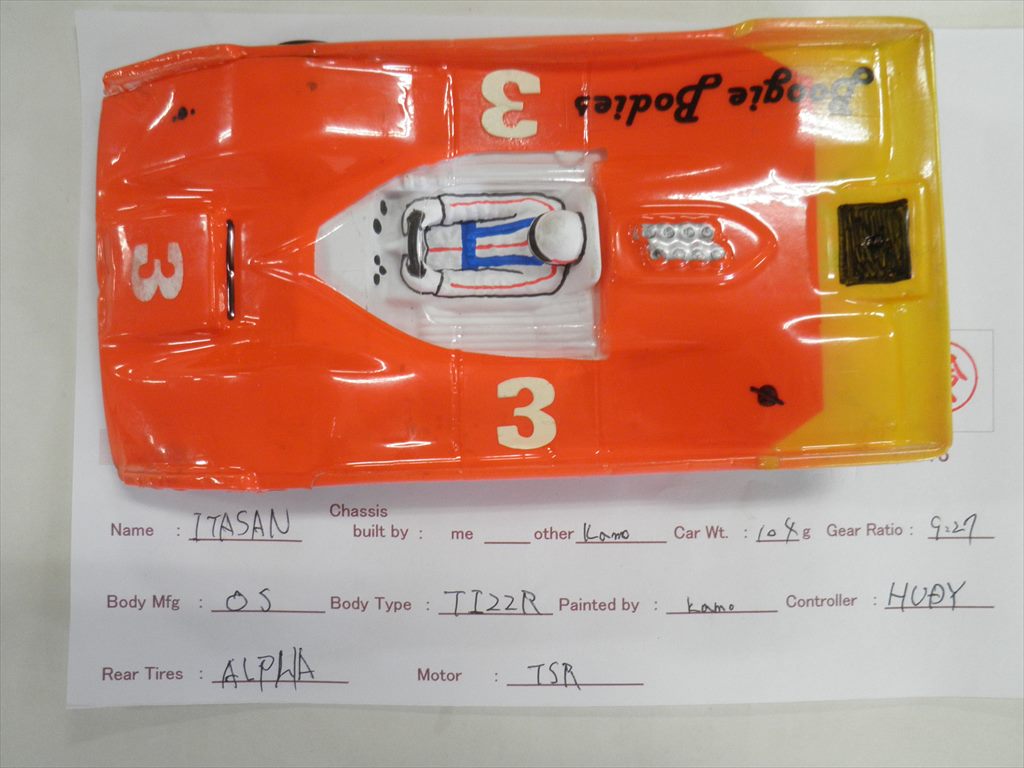 3
Boogie Bodies
3
3
Name : ITASAN Chassis built by : me other Kamo Car Wt. : 104 g Gear Ratio : 9:27
Body Mfg : OS Body Type : TI22R Painted by : kamo Controller : HUDY
Rear Tires : ALPHA Motor : TSR